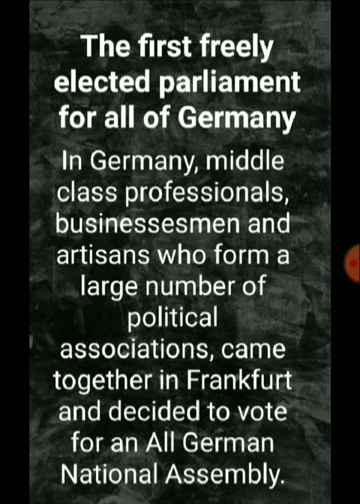 The first freely
elected parliament
for all of Germany
In Germany, middle
class professionals,
businessesmen and
artisans who form a
large number of
political
associations, came
together in Frankfurt
and decided to vote
for an All German
National Assembly.